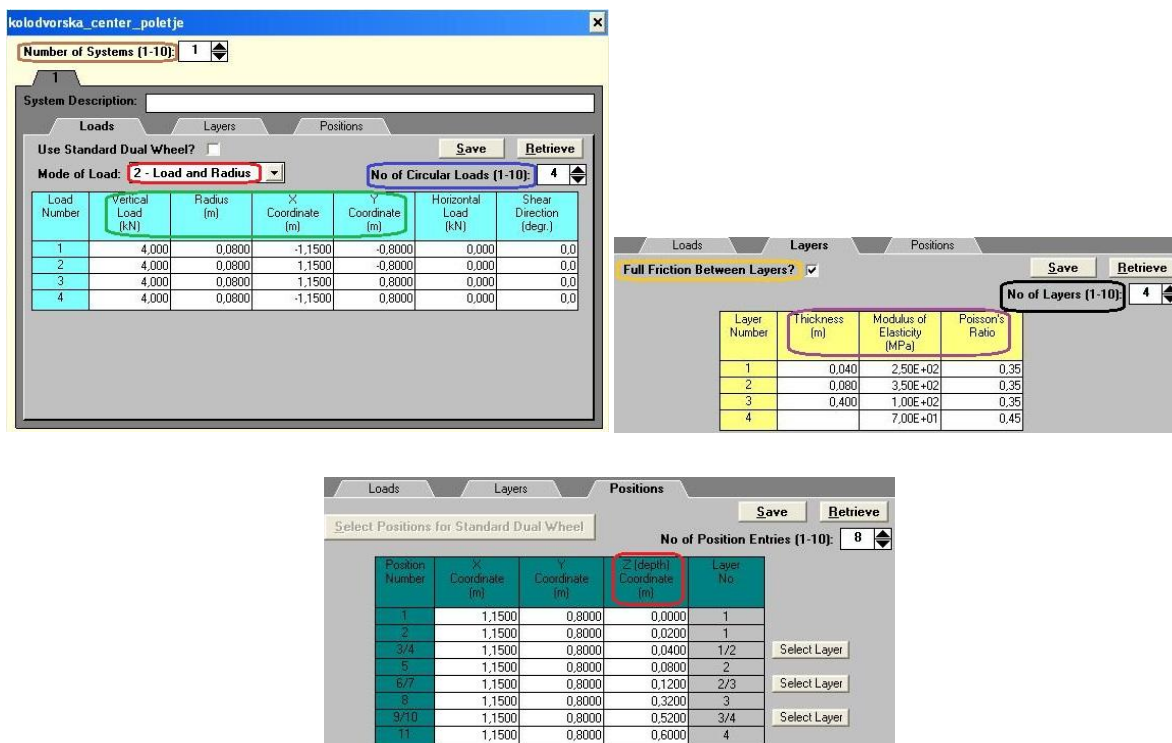 kolodvorska_center_poletje
Number of Systems (1-10): 1
1
System Description:
Loads Layers Positions
Use Standard Dual Wheel? Save Retrieve
Mode of Load: 2 - Load and Radius No of Circular Loads (1-10): 4
Load Vertical Radius X Y Horizontal Shear
Number Load (m) Coordinate Coordinate Load Direction
(kN) (m) (m) (kN) (degr.)
1 4,000 0,0800 -1,1500 -0,8000 0,000 0,0
2 4,000 0,0800 1,1500 -0,8000 0,000 0,0
3 4,000 0,0800 1,1500 0,8000 0,000 0,0
4 4,000 0,0800 -1,1500 0,8000 0,000 0,0
Loads Layers Positions
Full Friction Between Layers? Save Retrieve
No of Layers (1-10): 4
Layer Thickness Modulus of Poisson's
Number (m) Elasticity Ratio
(MPa)
1 0,040 2,50E+02 0,35
2 0,080 3,50E+02 0,35
3 0,400 1,00E+02 0,35
4 7,00E+01 0,45
Loads Layers Positions
Save Retrieve
Select Positions for Standard Dual Wheel No of Position Entries (1-10): 8
Position X Y Z (depth) Layer
Number Coordinate Coordinate Coordinate No
(m) (m) (m)
1 1,1500 0,8000 0,0000 1
2 1,1500 0,8000 0,0200 1
3/4 1,1500 0,8000 0,0400 1/2 Select Layer
5 1,1500 0,8000 0,0800 2
6/7 1,1500 0,8000 0,1200 2/3 Select Layer
8 1,1500 0,8000 0,3200 3
9/10 1,1500 0,8000 0,5200 3/4 Select Layer
11 1,1500 0,8000 0,6000 4